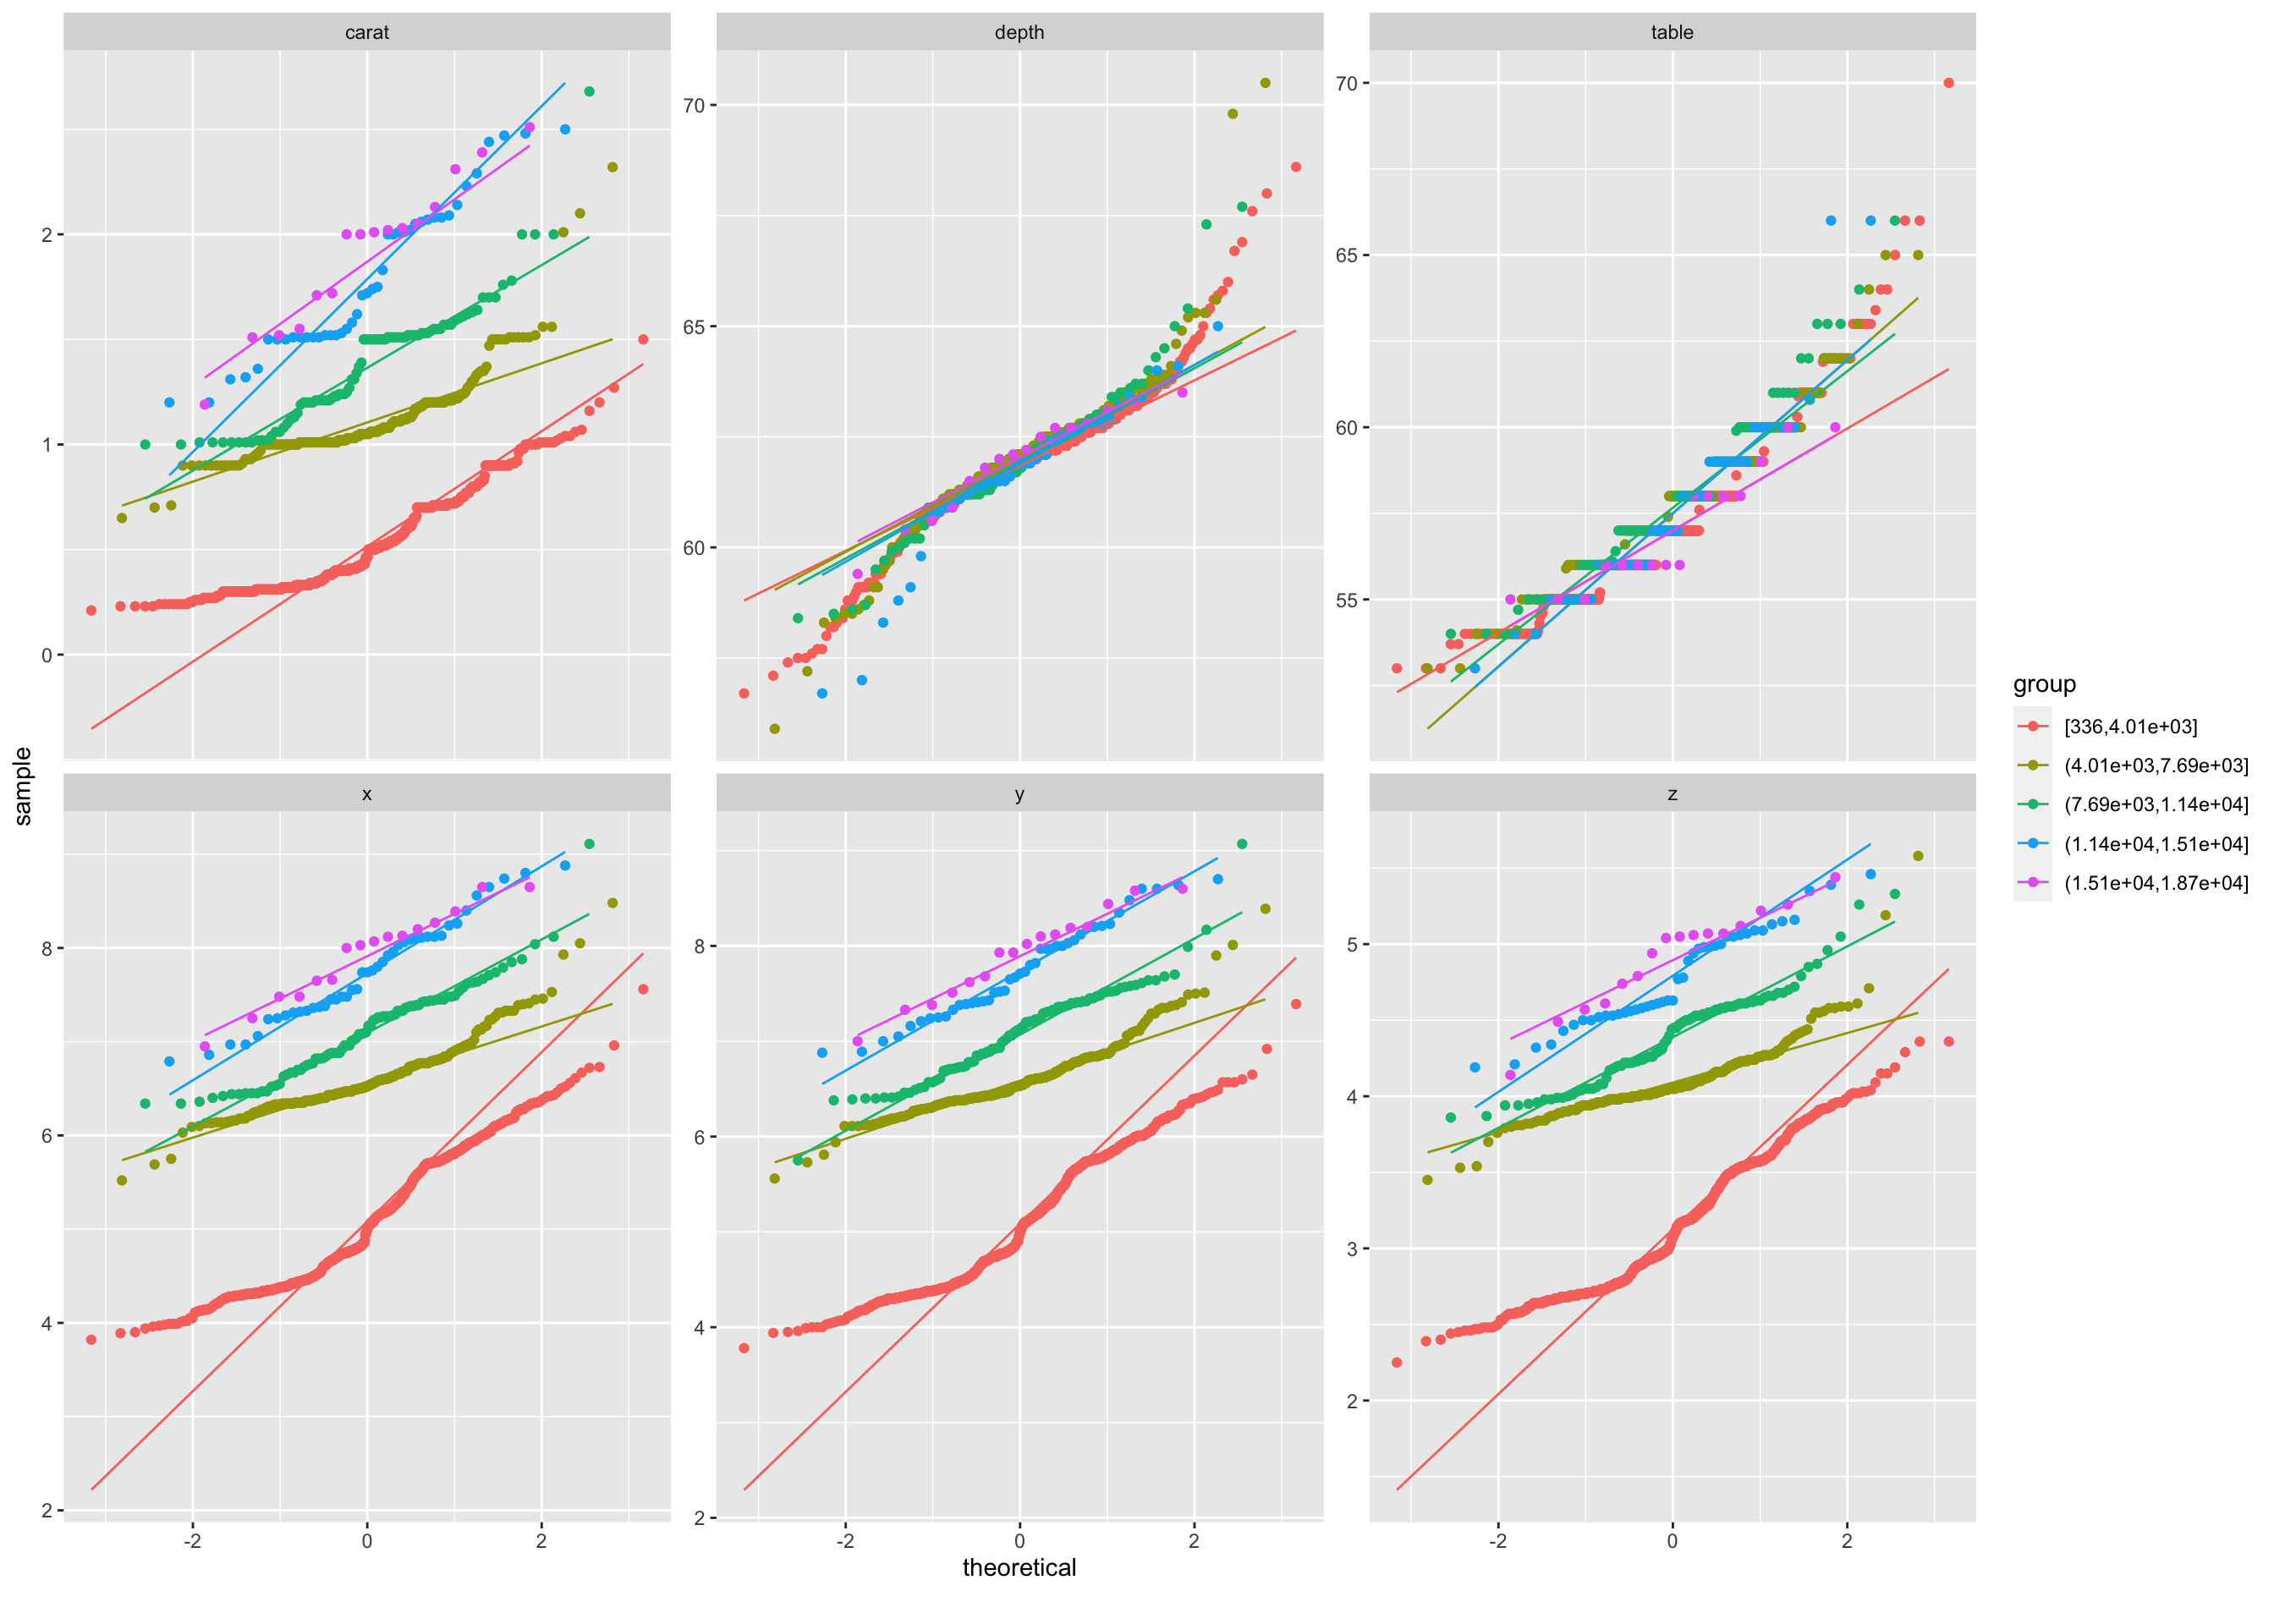 carat
depth
table
2
1
0
70
65
60
70
65
60
55
sample
x
y
z
8
6
4
2
8
6
4
2
5
4
3
2
-2 0 2
-2 0 2
-2 0 2
theoretical
group
[336,4.01e+03]
(4.01e+03,7.69e+03]
(7.69e+03,1.14e+04]
(1.14e+04,1.51e+04]
(1.51e+04,1.87e+04]